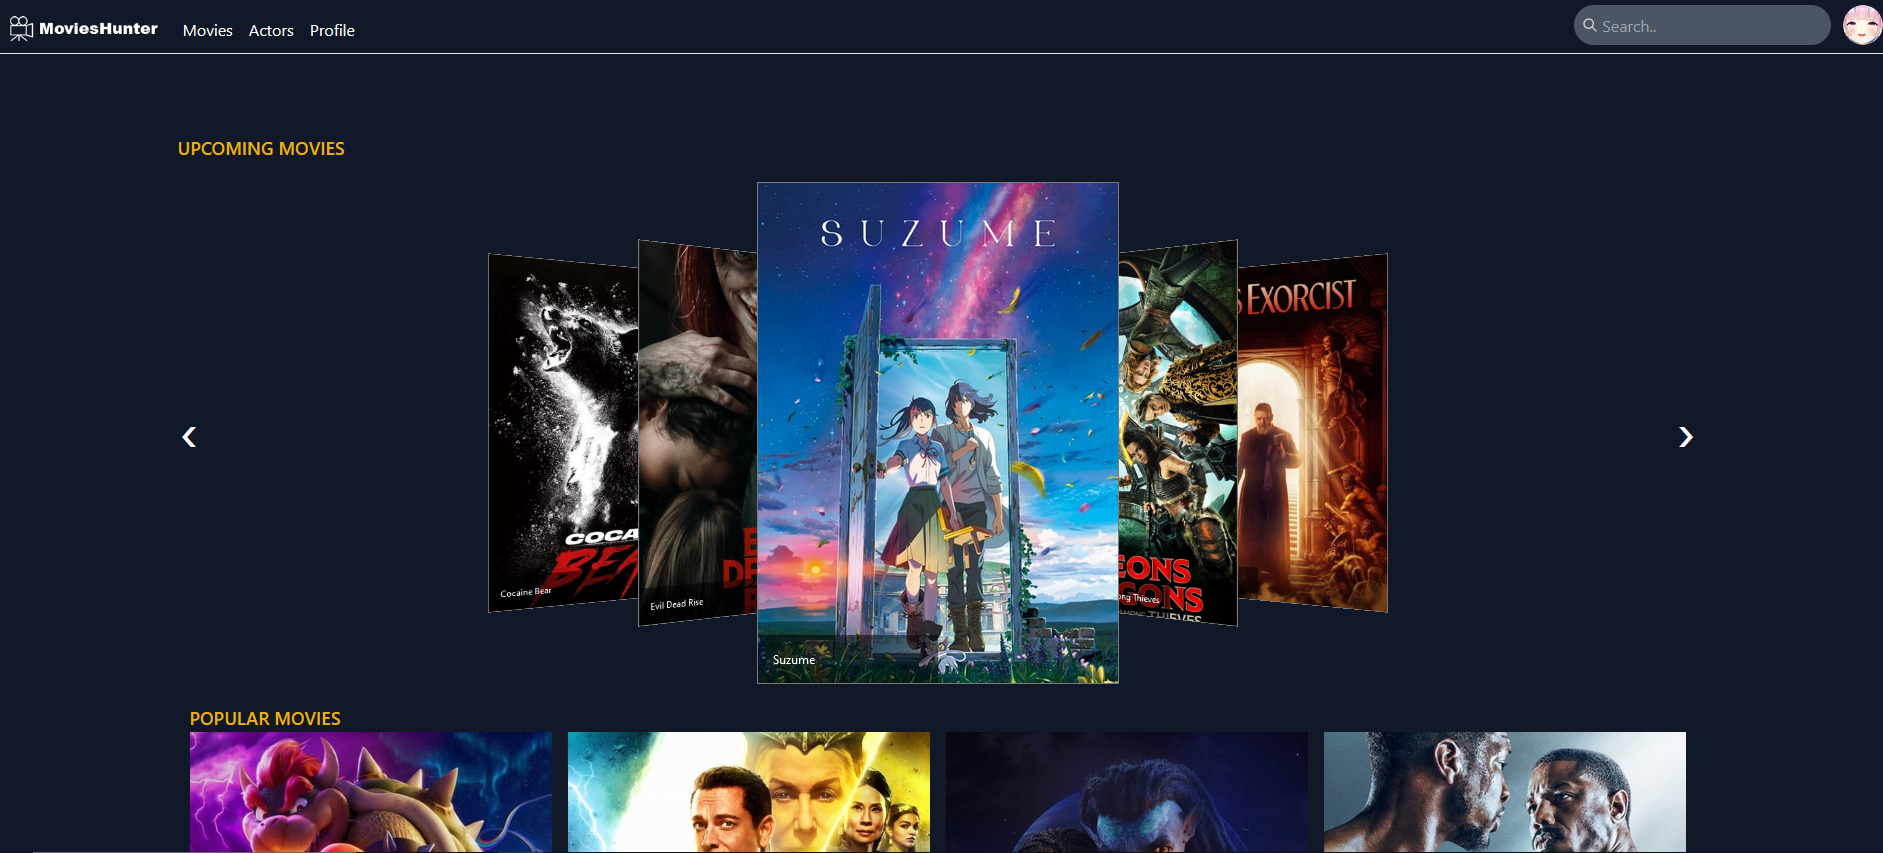 MoviesHunter Movies Actors Profile Search..
UPCOMING MOVIES
SUZUME
EXORCIST
COCA
BEA
EONS
Cocaine Bear
Evil Dead Rise
ong Thieves
GONS
Suzume
POPULAR MOVIES